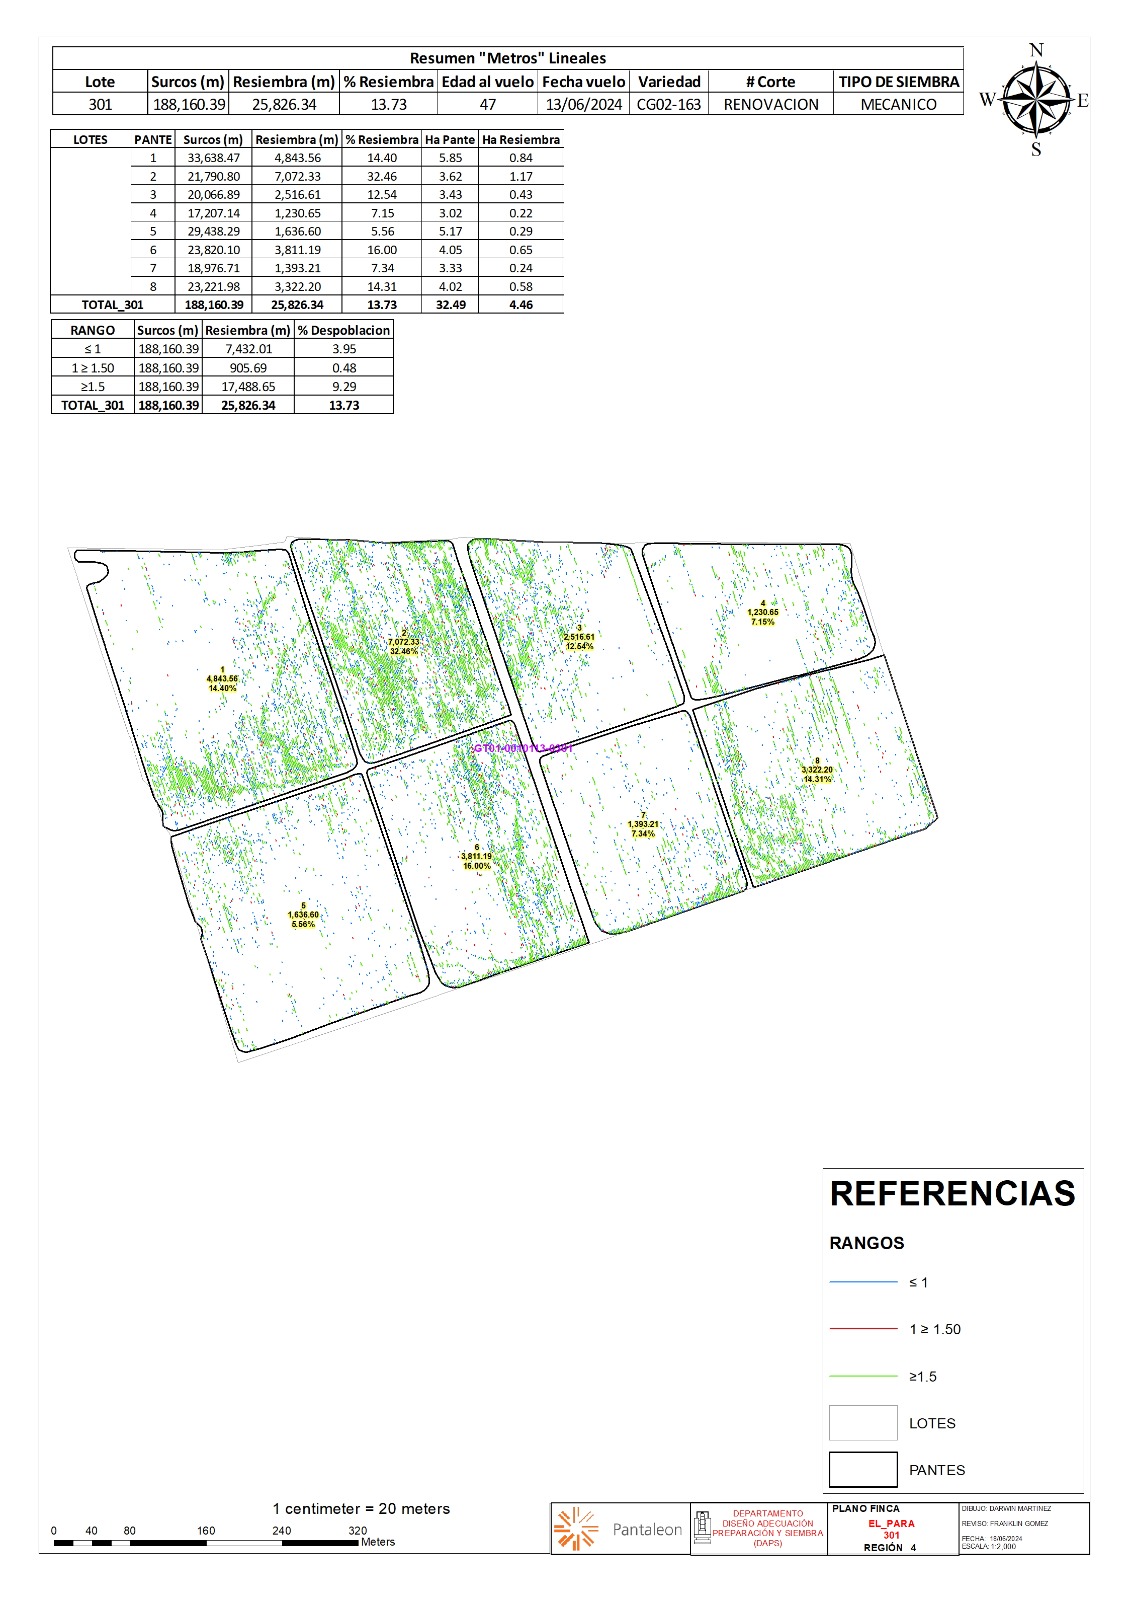 Resumen "Metros" Lineales
Lote Surcos (m) Resiembra (m) % Resiembra Edad al vuelo Fecha vuelo Variedad # Corte TIPO DE SIEMBRA
301 188,160.39 25,826.34 13.73 47 13/06/2024 CG02-163 RENOVACION MECANICO
N
W E
S
LOTES PANTE Surcos (m) Resiembra (m) % Resiembra Ha Pante Ha Resiembra
1 33,638.47 4,843.56 14.40 5.85 0.84
2 21,790.80 7,072.33 32.46 3.62 1.17
3 20,066.89 2,516.61 12.54 3.43 0.43
4 17,207.14 1,230.65 7.15 3.02 0.22
5 29,438.29 1,636.60 5.56 5.17 0.29
6 23,820.10 3,811.19 16.00 4.05 0.65
7 18,976.71 1,393.21 7.34 3.33 0.24
8 23,221.98 3,322.20 14.31 4.02 0.58
TOTAL_301 188,160.39 25,826.34 13.73 32.49 4.46
RANGO Surcos (m) Resiembra (m) % Despoblacion
≤ 1 188,160.39 7,432.01 3.95
1 ≥ 1.50 188,160.39 905.69 0.48
≥1.5 188,160.39 17,488.65 9.29
TOTAL_301 188,160.39 25,826.34 13.73
1
4,843.56
14.40%
2
7,072.33
32.46%
3
2,516.61
12.54%
4
1,230.65
7.15%
5
1,636.60
5.56%
6
3,811.19
16.00%
7
1,393.21
7.34%
8
3,322.20
14.31%
REFERENCIAS
RANGOS
≤ 1
1 ≥ 1.50
≥1.5
LOTES
PANTES
1 centimeter = 20 meters
0 40 80 160 240 320
Meters
Pantaleon
DEPARTAMENTO
DISEÑO ADECUACIÓN
PREPARACIÓN Y SIEMBRA
(DAPS)
PLANO FINCA
EL_PARA
301
REGIÓN 4
DIBUJO: DARWIN MARTINEZ
REVISO: FRANKLIN GOMEZ
FECHA: 18/06/2024
ESCALA: 1:2,000